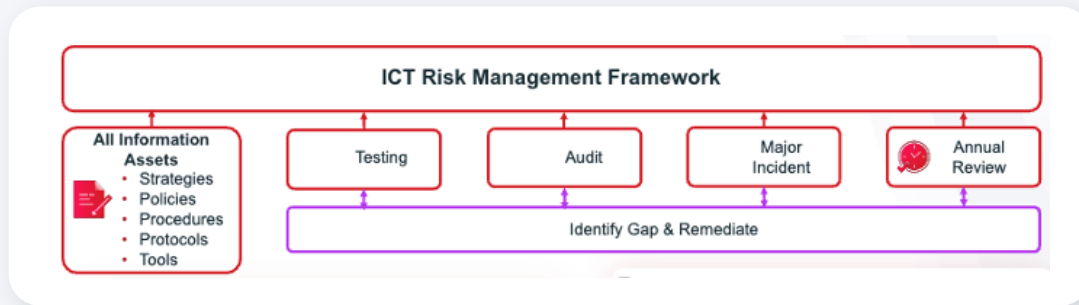 ICT Risk Management Framework
All Information
Assets
• Strategies
• Policies
• Procedures
• Protocols
• Tools
Testing
Audit
Major
Incident
Annual
Review
Identify Gap & Remediate